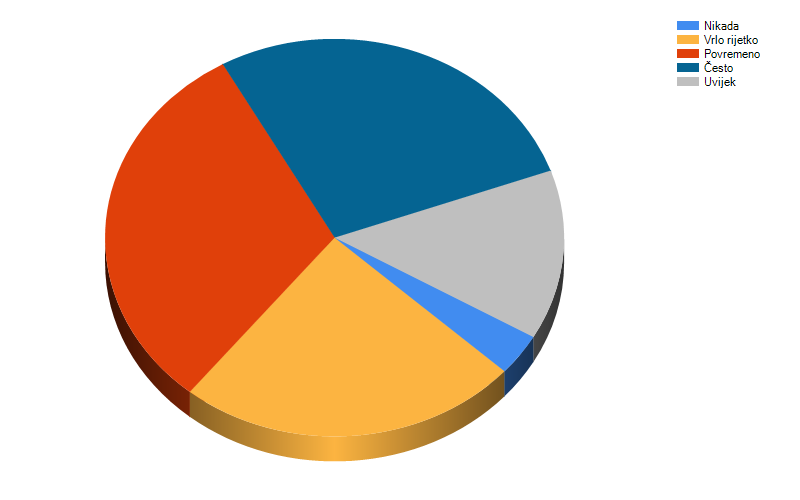 Nikada
Vrlo rijetko
Povremeno
Često
Uvijek